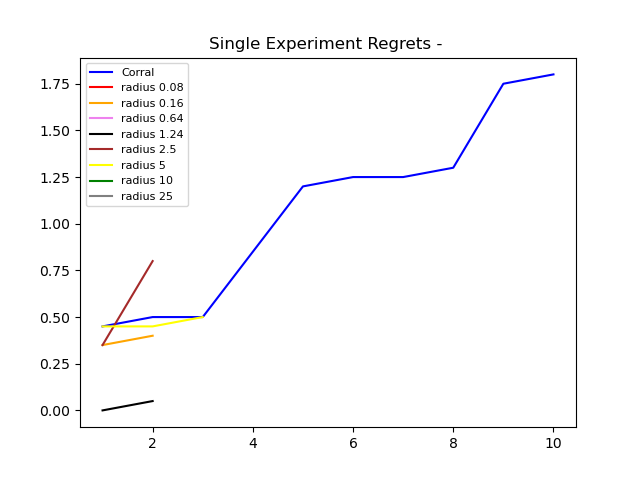 Single Experiment Regrets -
Corral
radius 0.08
radius 0.16
radius 0.64
radius 1.24
radius 2.5
radius 5
radius 10
radius 25
1.75
1.50
1.25
1.00
0.75
0.50
0.25
0.00
2 4 6 8 10